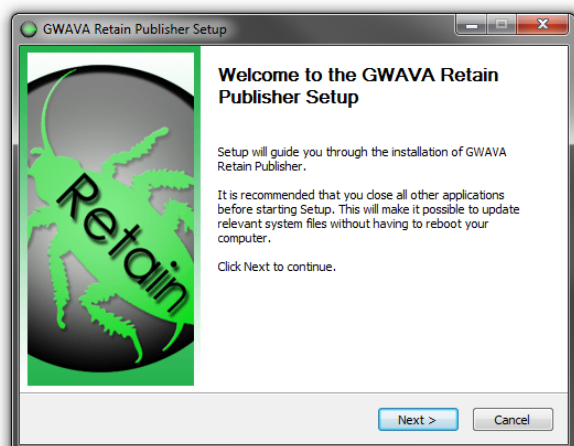 GWAVA Retain Publisher Setup
Welcome to the GWAVA Retain
Publisher Setup
Setup will guide you through the installation of GWAVA
Retain Publisher.
It is recommended that you close all other applications
before starting Setup. This will make it possible to update
relevant system files without having to reboot your
computer.
Click Next to continue.
Retain
Next >
Cancel